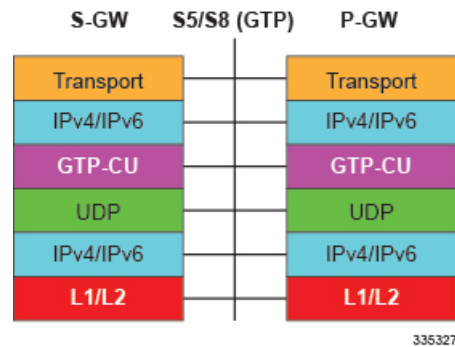 S-GW S5/S8 (GTP) P-GW
Transport Transport
IPv4/IPv6 IPv4/IPv6
GTP-CU GTP-CU
UDP UDP
IPv4/IPv6 IPv4/IPv6
L1/L2 L1/L2
335327